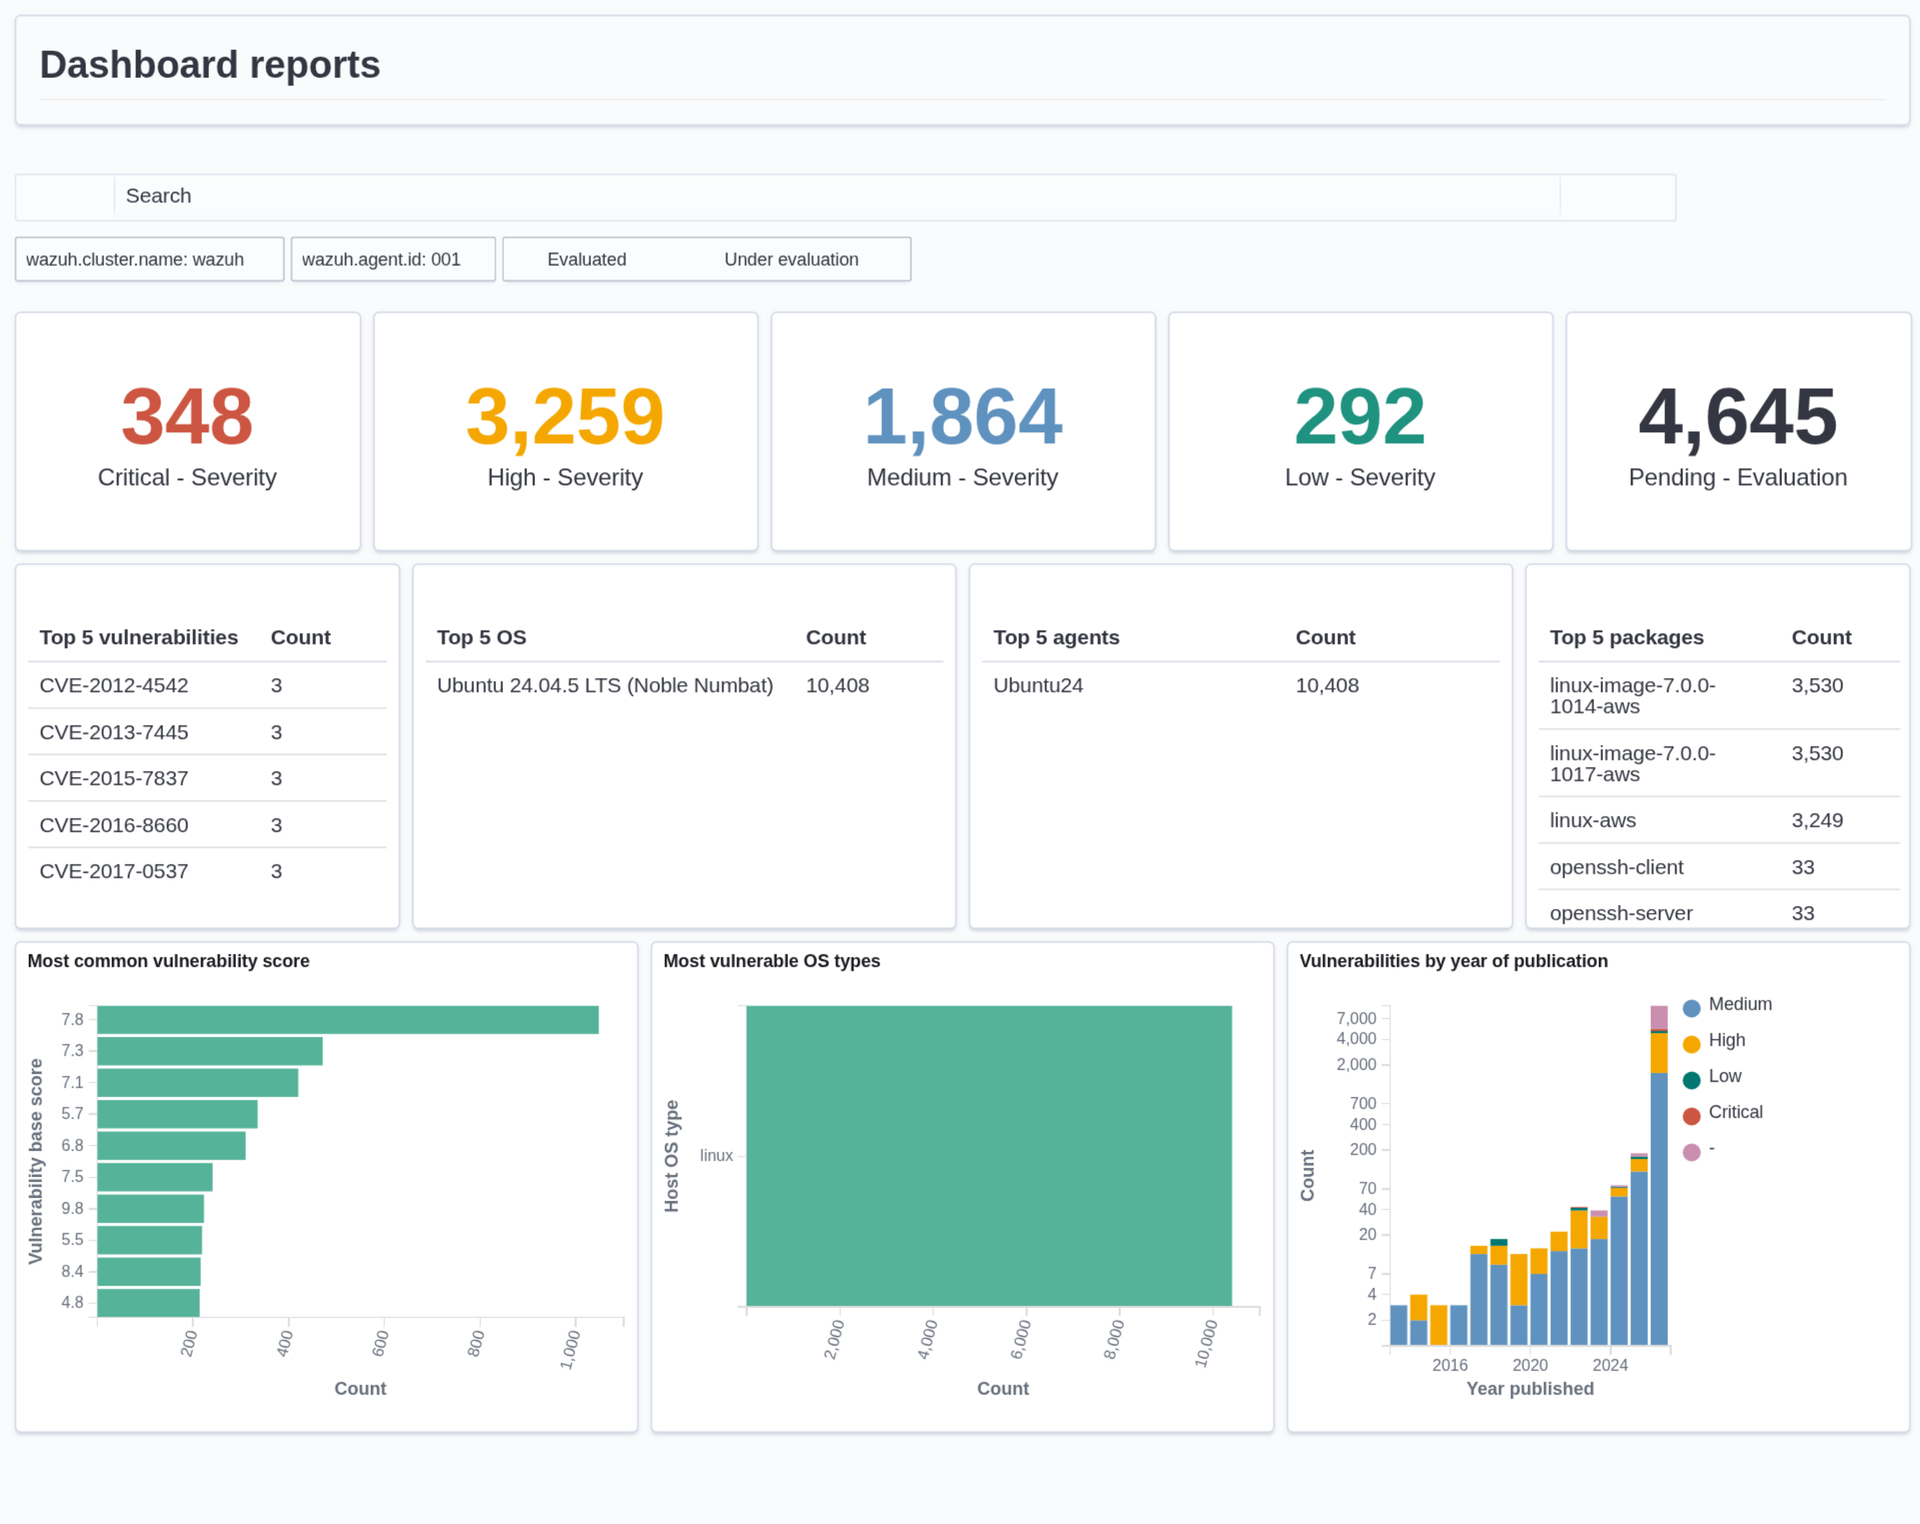 Dashboard reports
Search
wazuh.cluster.name: wazuh
wazuh.agent.id: 001
Evaluated
Under evaluation
348
Critical - Severity
3,259
High - Severity
1,864
Medium - Severity
292
Low - Severity
4,645
Pending - Evaluation
Top 5 vulnerabilities Count
CVE-2012-4542 3
CVE-2013-7445 3
CVE-2015-7837 3
CVE-2016-8660 3
CVE-2017-0537 3
Top 5 OS Count
Ubuntu 24.04.5 LTS (Noble Numbat) 10,408
Top 5 agents Count
Ubuntu24 10,408
Top 5 packages Count
linux-image-7.0.0- 3,530
1014-aws
linux-image-7.0.0- 3,530
1017-aws
linux-aws 3,249
openssh-client 33
openssh-server 33
Most common vulnerability score
Vulnerability base score
7.8
7.3
7.1
5.7
6.8
7.5
9.8
5.5
8.4
4.8
200 400 600 800 1,000
Count
Most vulnerable OS types
Host OS type
linux
2,000 4,000 6,000 8,000 10,000
Count
Vulnerabilities by year of publication
Count
7,000
4,000
2,000
700
400
200
70
40
20
7
4
2
2016 2020 2024
Year published
Medium
High
Low
Critical
-